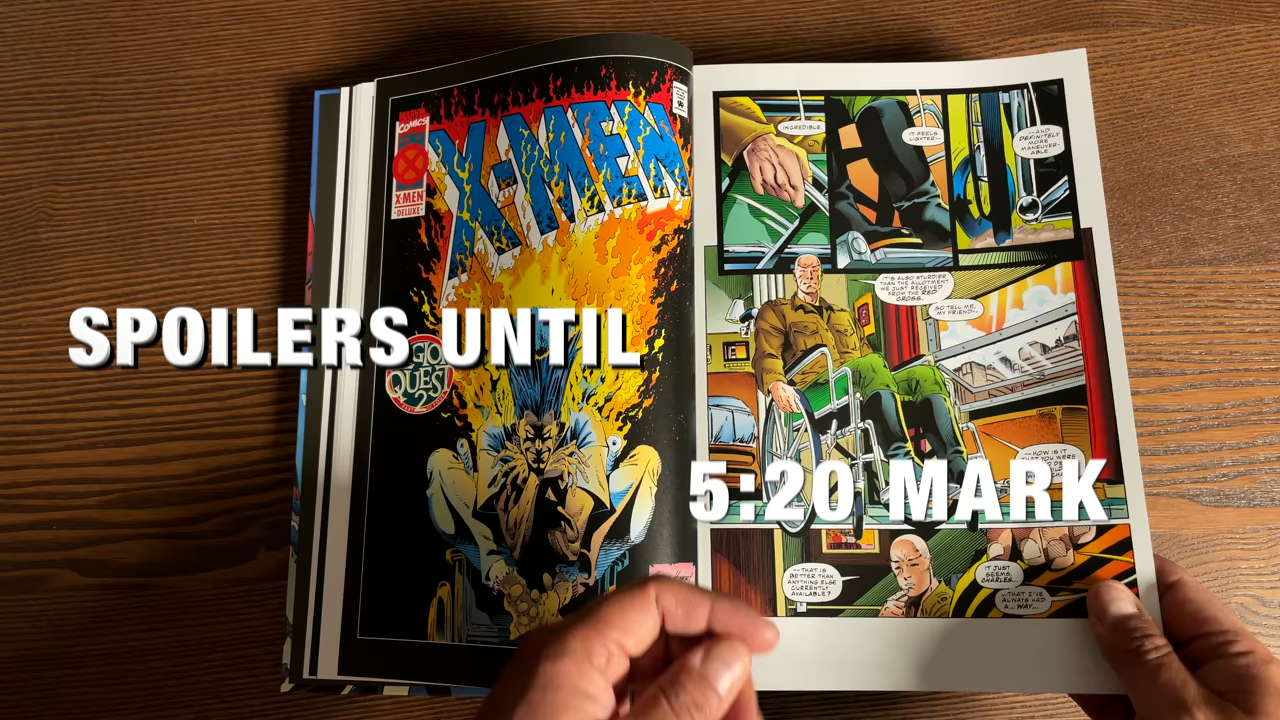 SPOILERS UNTIL
5:20 MARK
MARVEL
COMICS
X-MEN
DELUXE
X-MEN
QUEST
2
INCREDIBLE.
IT FEELS
LIGHTER--
--AND
DEFINITELY
MORE
MANEUVER-
ABLE.
IT'S ALSO STURDIER
THAN THE ALLOTMENT
WE JUST RECEIVED
FROM THE RED
CROSS.
SO TELL ME,
MY FRIEND--
--HOW IS IT
THAT YOU WERE
--THAT IS
BETTER THAN
ANYTHING ELSE
CURRENTLY
AVAILABLE?
IT JUST
SEEMS,
CHARLES...
...THAT I'VE
ALWAYS HAD
A... WAY...